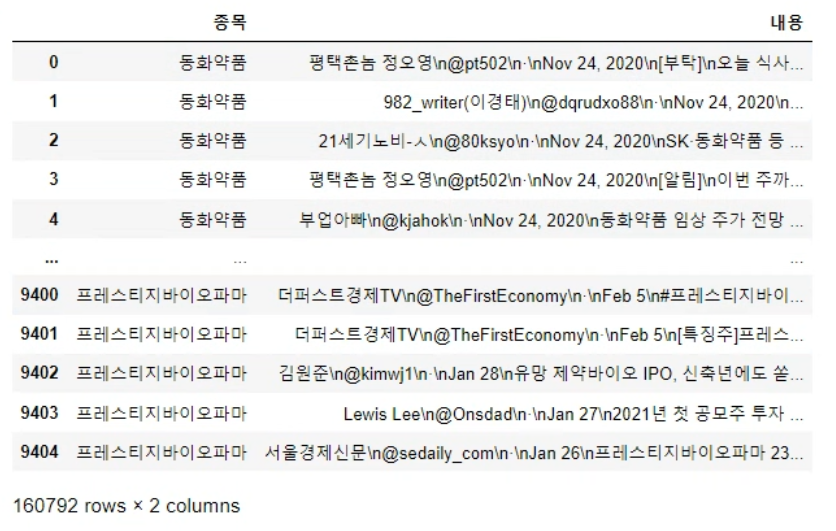 종목 내용
0 동화약품 평택촌놈 정오영\n@pt502\n·\nNov 24, 2020\n[부탁]\n오늘 식사...
1 동화약품 982_writer(이경태)\n@dqrudxo88\n·\nNov 24, 2020\n...
2 동화약품 21세기노비-ㅅ\n@80ksyo\n·\nNov 24, 2020\nSK·동화약품 등 ...
3 동화약품 평택촌놈 정오영\n@pt502\n·\nNov 24, 2020\n[알림]\n이번 주까...
4 동화약품 부업아빠\n@kjahok\n·\nNov 24, 2020\n동화약품 임상 주가 전망 ...
... ... ...
9400 프레스티지바이오파마 더퍼스트경제TV\n@TheFirstEconomy\n·\nFeb 5\n#프레스티지바이...
9401 프레스티지바이오파마 더퍼스트경제TV\n@TheFirstEconomy\n·\nFeb 5\n[특징주]프레스...
9402 프레스티지바이오파마 김원준\n@kimwj1\n·\nJan 28\n유망 제약바이오 IPO, 신축년에도 쏟...
9403 프레스티지바이오파마 Lewis Lee\n@Onsdad\n·\nJan 27\n2021년 첫 공모주 투자 ...
9404 프레스티지바이오파마 서울경제신문\n@sedaily_com\n·\nJan 26\n프레스티지바이오파마 23...
160792 rows × 2 columns